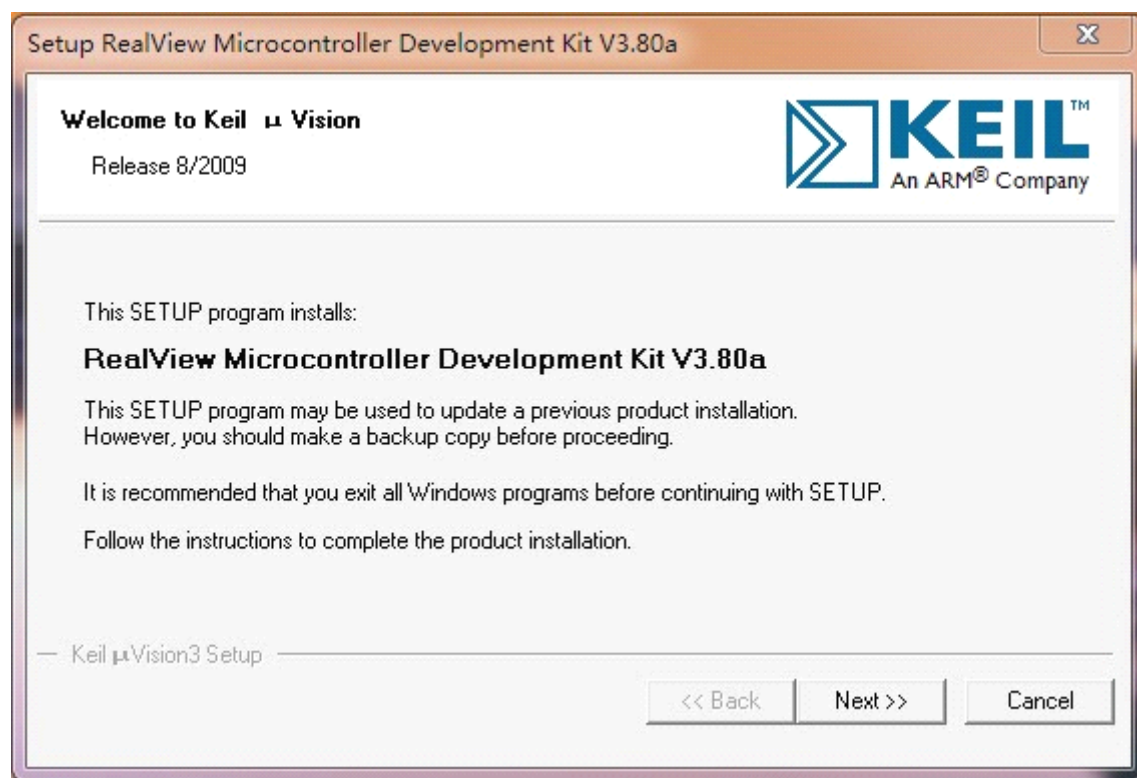 Setup RealView Microcontroller Development Kit V3.80a
Welcome to Keil µ Vision
Release 8/2009
KEIL™
An ARM® Company
This SETUP program installs:
RealView Microcontroller Development Kit V3.80a
This SETUP program may be used to update a previous product installation.
However, you should make a backup copy before proceeding.
It is recommended that you exit all Windows programs before continuing with SETUP.
Follow the instructions to complete the product installation.
Keil µVision3 Setup
<< Back
Next >>
Cancel